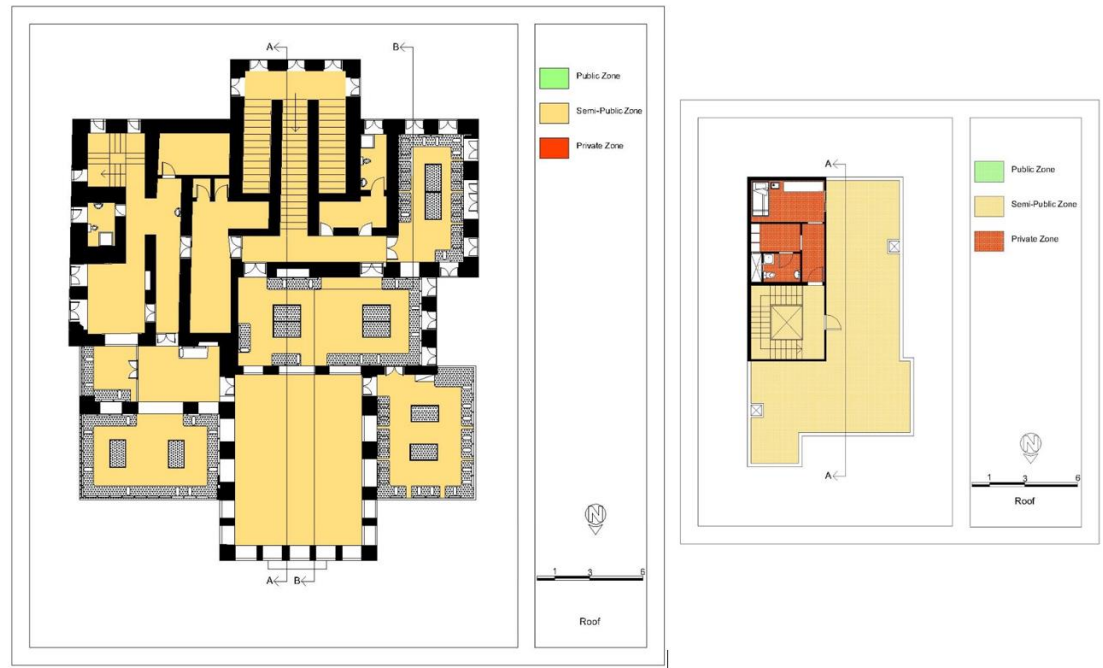 A
B
Public Zone
Semi-Public Zone
Private Zone
N
1 3 6
A B
Roof
A
Public Zone
Semi-Public Zone
Private Zone
N
1 3 6
A
Roof